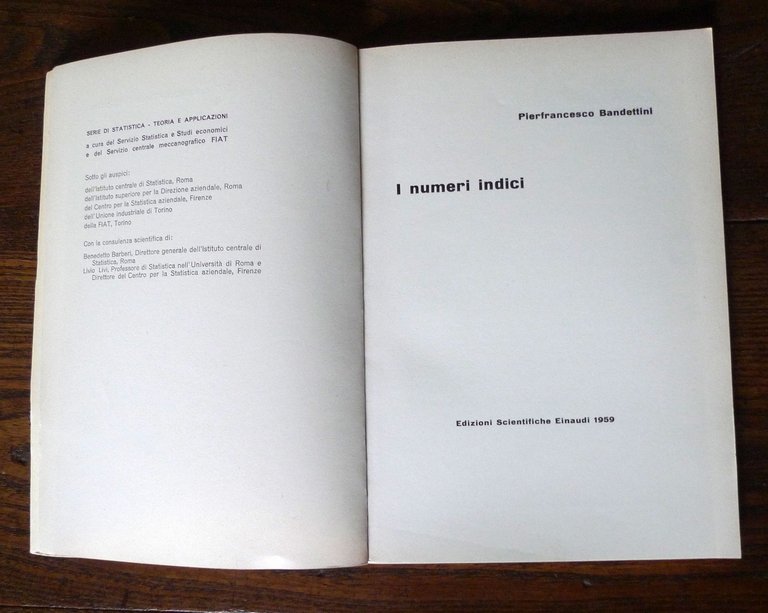 SERIE DI STATISTICA - TEORIA E APPLICAZIONI
a cura del Servizio Statistica e Studi economici
e del Servizio centrale meccanografico FIAT
Sotto gli auspici:
dell'Istituto centrale di Statistica, Roma
dell'Istituto superiore per la Direzione aziendale, Roma
del Centro per la Statistica aziendale, Firenze
dell'Unione industriale di Torino
della FIAT, Torino
Con la consulenza scientifica di:
Benedetto Barberi, Direttore generale dell'Istituto centrale di
Statistica, Roma
Livio Livi, Professore di Statistica nell'Università di Roma e
Direttore del Centro per la Statistica aziendale, Firenze
Pierfrancesco Bandettini
I numeri indici
Edizioni Scientifiche Einaudi 1959